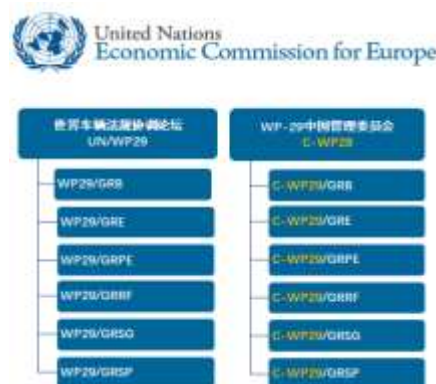 United Nations
Economic Commission for Europe
世界车辆法规协调论坛
UN/WP29
WP29/GRB
WP29/GRE
WP29/GRPE
WP29/GRRF
WP29/GRSG
WP29/GRSP
WP-29中国管理委员会
C-WP29
C-WP29/GRB
C-WP29/GRE
C-WP29/GRPE
C-WP29/GRRF
C-WP29/GRSG
C-WP29/GRSP